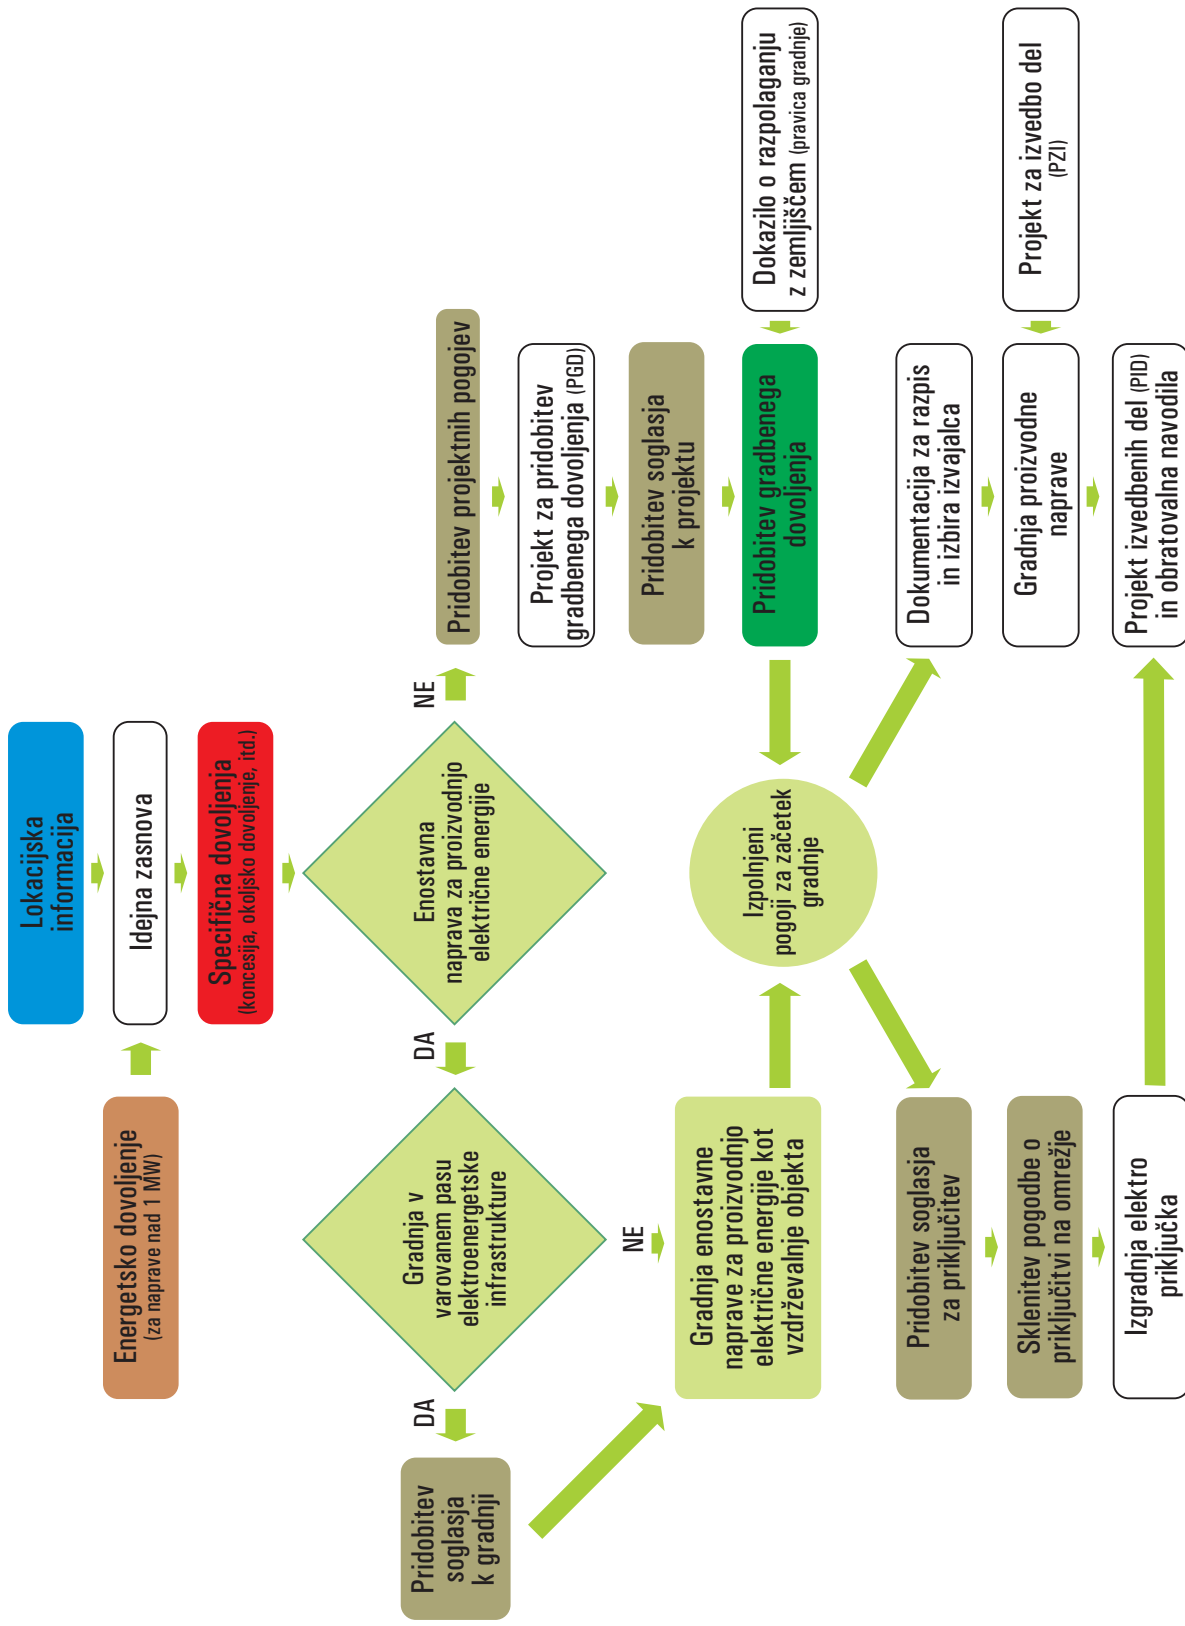 Lokacijska
informacija
Energetsko dovoljenje
(za naprave nad 1 MW)
Idejna zasnova
Specifična dovoljenja
(koncesija, okoljsko dovoljenje, itd.)
Enostavna
naprava za proizvodnjo
električne energije
DA
NE
Gradnja v
varovanem pasu
elektroenergetske
infrastrukture
DA
NE
Pridobitev
soglasja
k gradnji
Gradnja enostavne
naprave za proizvodnjo
električne energije kot
vzdrževalnje objekta
Pridobitev projektnih pogojev
Projekt za pridobitev
gradbenega dovoljenja (PGD)
Pridobitev soglasja
k projektu
Pridobitev gradbenega
dovoljenja
Dokazilo o razpolaganju
z zemljiščem (pravica gradnje)
Izpolnjeni
pogoji za začetek
gradnje
Pridobitev soglasja
za priključitev
Sklenitev pogodbe o
priključitvi na omrežje
Izgradnja elektro
priključka
Dokumentacija za razpis
in izbira izvajalca
Gradnja proizvodne
naprave
Projekt za izvedbo del
(PZI)
Projekt izvedbenih del (PID)
in obratovalna navodila